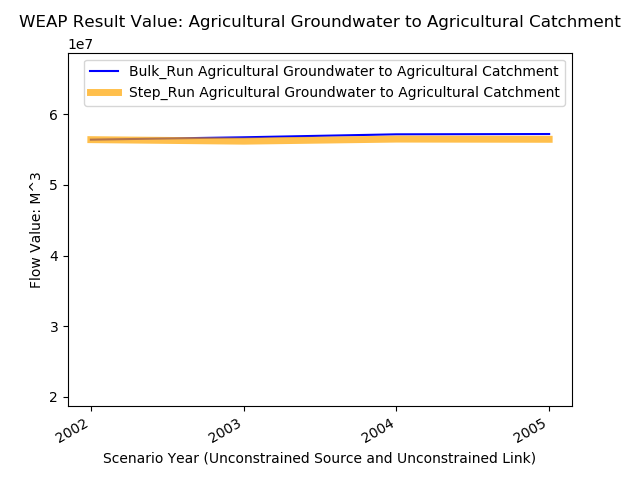 WEAP Result Value: Agricultural Groundwater to Agricultural Catchment
1e7
Bulk_Run Agricultural Groundwater to Agricultural Catchment
Step_Run Agricultural Groundwater to Agricultural Catchment
6
5
4
3
2
Flow Value: M^3
2002
2003
2004
2005
Scenario Year (Unconstrained Source and Unconstrained Link)